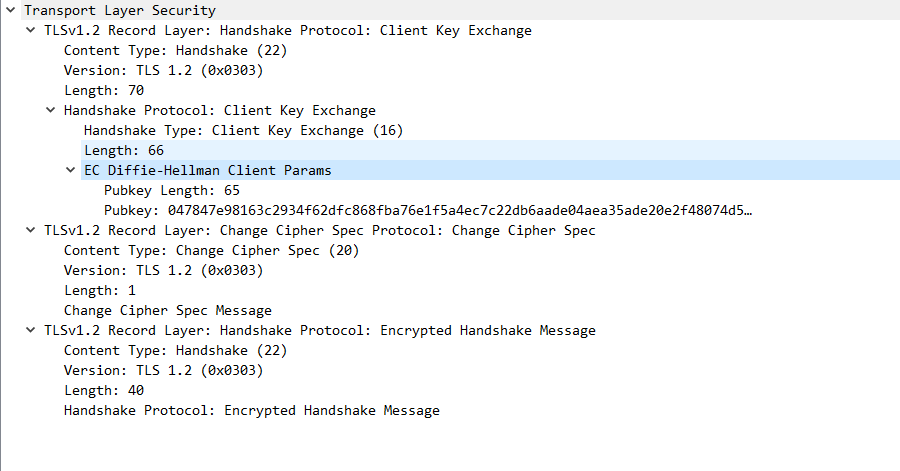 Transport Layer Security
TLSv1.2 Record Layer: Handshake Protocol: Client Key Exchange
Content Type: Handshake (22)
Version: TLS 1.2 (0x0303)
Length: 70
Handshake Protocol: Client Key Exchange
Handshake Type: Client Key Exchange (16)
Length: 66
EC Diffie-Hellman Client Params
Pubkey Length: 65
Pubkey: 047847e98163c2934f62dfc868fba76e1f5a4ec7c22db6aade04aea35ade20e2f48074d5…
TLSv1.2 Record Layer: Change Cipher Spec Protocol: Change Cipher Spec
Content Type: Change Cipher Spec (20)
Version: TLS 1.2 (0x0303)
Length: 1
Change Cipher Spec Message
TLSv1.2 Record Layer: Handshake Protocol: Encrypted Handshake Message
Content Type: Handshake (22)
Version: TLS 1.2 (0x0303)
Length: 40
Handshake Protocol: Encrypted Handshake Message